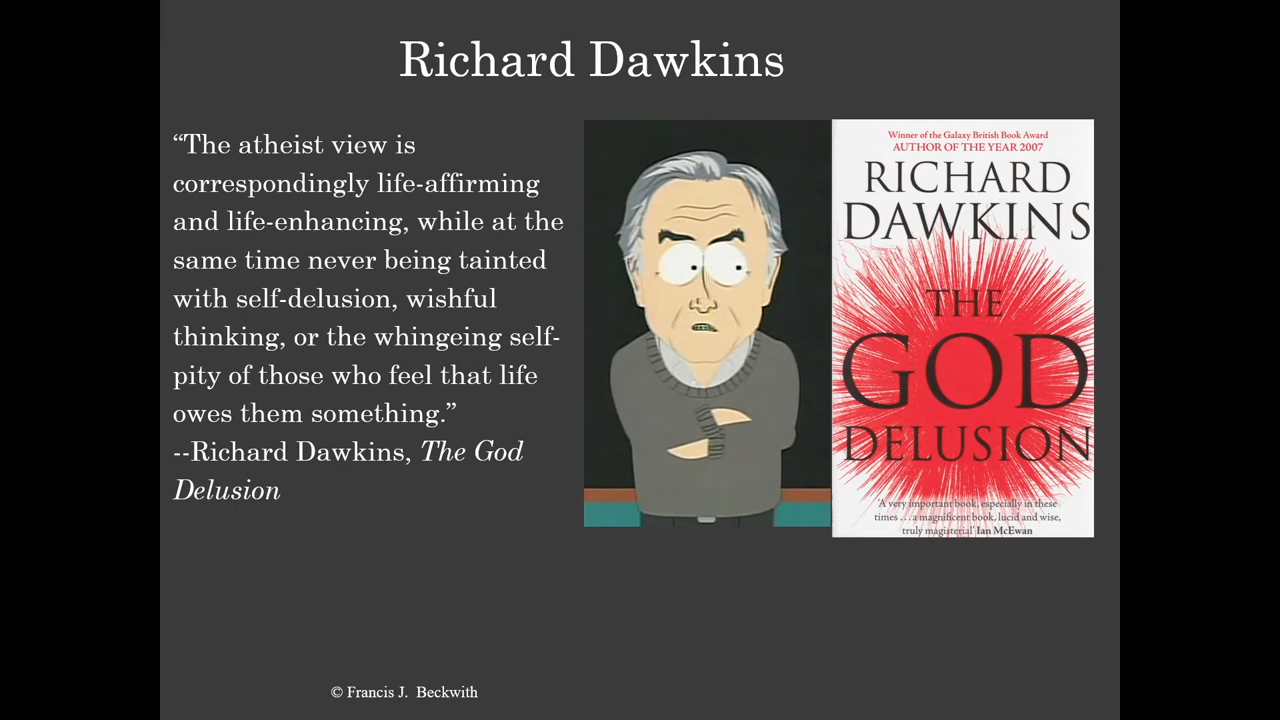 Richard Dawkins
“The atheist view is
correspondingly life-affirming
and life-enhancing, while at the
same time never being tainted
with self-delusion, wishful
thinking, or the whingeing self-
pity of those who feel that life
owes them something.”
--Richard Dawkins, The God
Delusion
Winner of the Galaxy British Book Award
AUTHOR OF THE YEAR 2007
RICHARD
DAWKINS
THE
GOD
DELUSION
‘A very important book, especially in these
times . . . a magnificent book, lucid and wise,
truly magisterial’ Ian McEwan
© Francis J. Beckwith